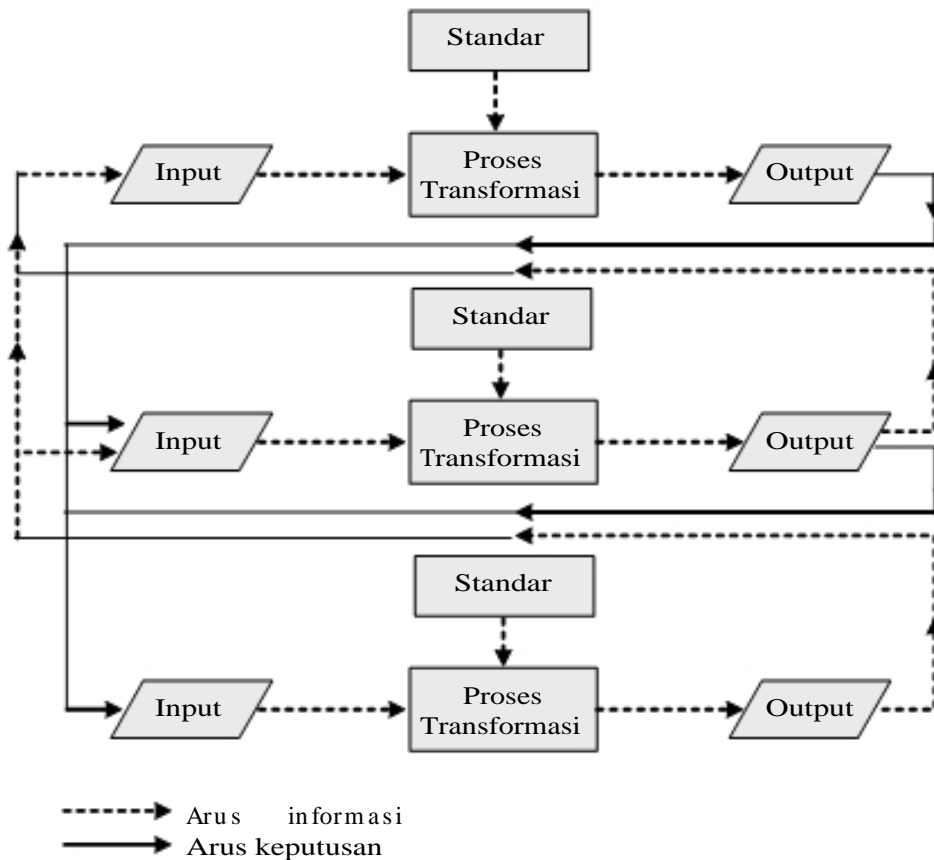 Standar
Input
Proses
Transformasi
Output
Standar
Input
Proses
Transformasi
Output
Standar
Input
Proses
Transformasi
Output
Arus informasi
Arus keputusan